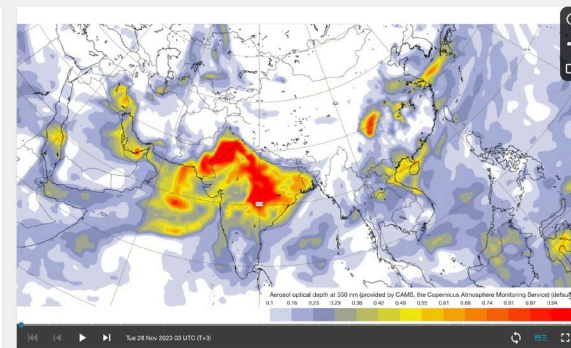 Aerosol optical depth at 550 nm (provided by CAMS, the Copernicus Atmosphere Monitoring Service) (default)
0.1 0.16 0.23 0.29 0.36 0.42 0.49 0.55 0.61 0.68 0.74 0.81 0.87 0.94
Tue 28 Nov 2023 03 UTC (T+3)